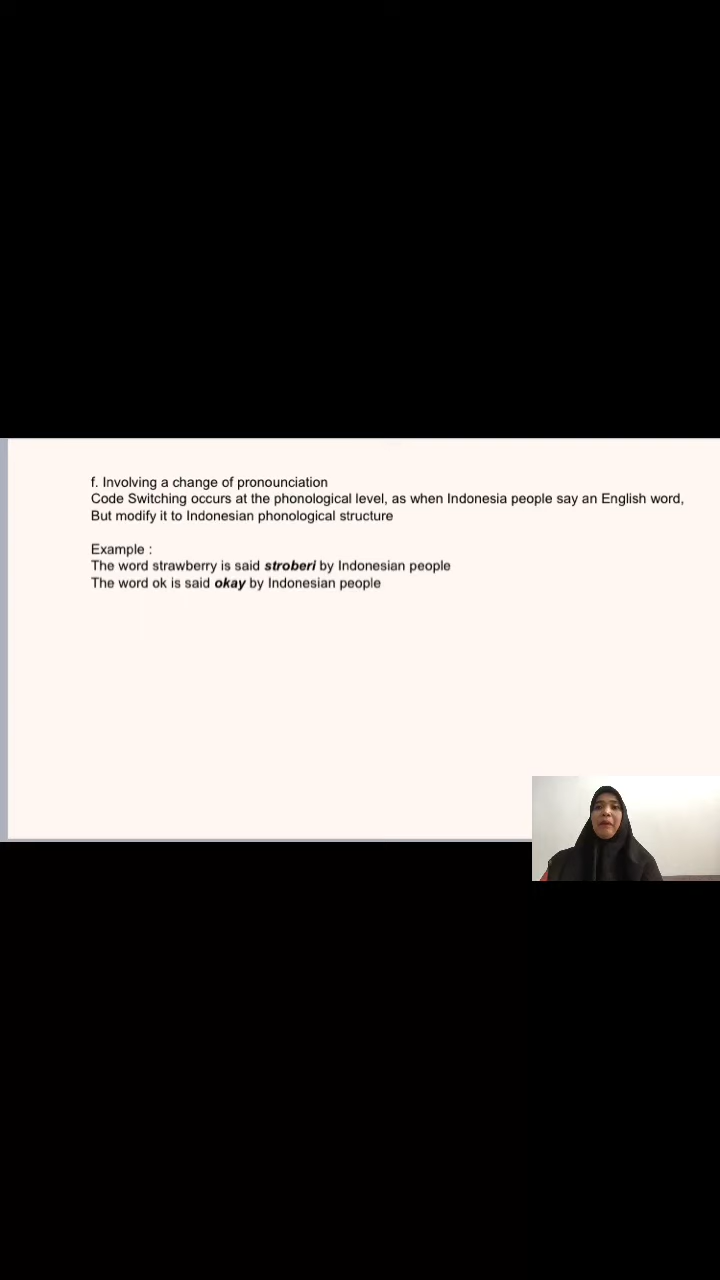 f. Involving a change of pronounciation
Code Switching occurs at the phonological level, as when Indonesia people say an English word,
But modify it to Indonesian phonological structure
Example :
The word strawberry is said stroberi by Indonesian people
The word ok is said okay by Indonesian people